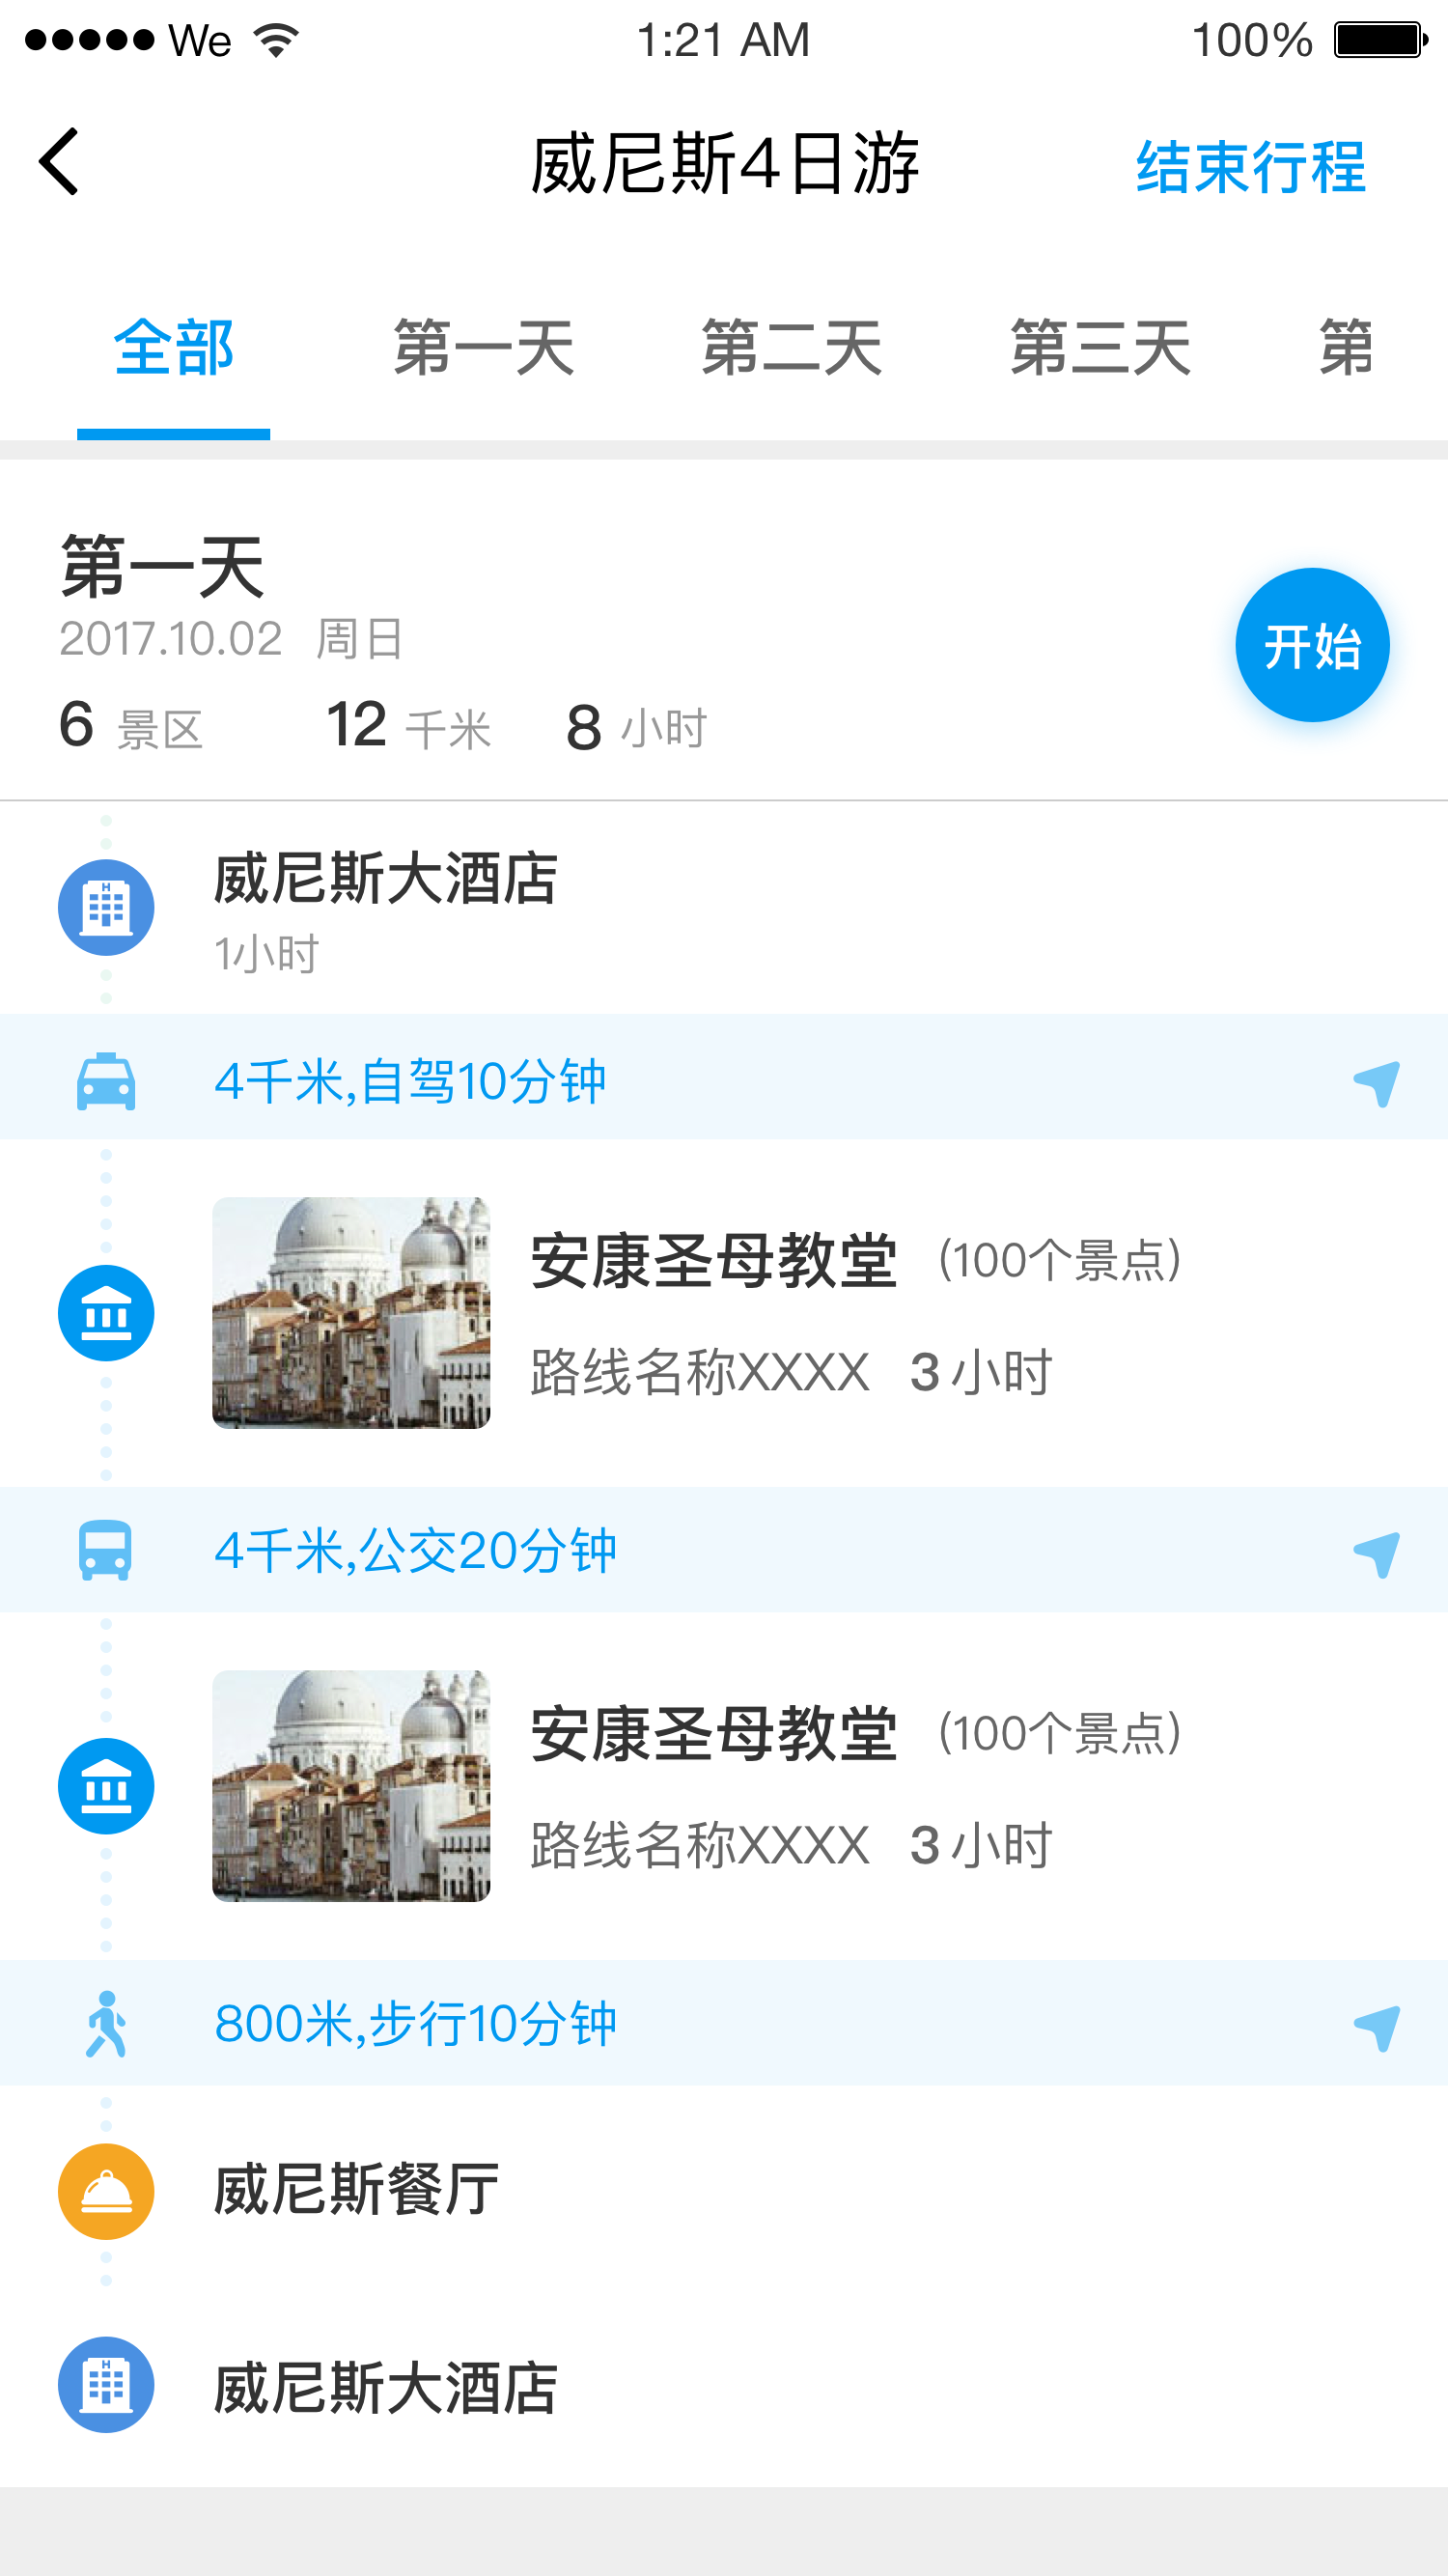 We 1:21 AM 100%
威尼斯4日游 结束行程
全部 第一天 第二天 第三天 第
第一天
2017.10.02 周日
开始
6 景区 12 千米 8 小时
威尼斯大酒店
1小时
4千米,自驾10分钟
安康圣母教堂 (100个景点)
路线名称XXXX 3 小时
4千米,公交20分钟
安康圣母教堂 (100个景点)
路线名称XXXX 3 小时
800米,步行10分钟
威尼斯餐厅
威尼斯大酒店